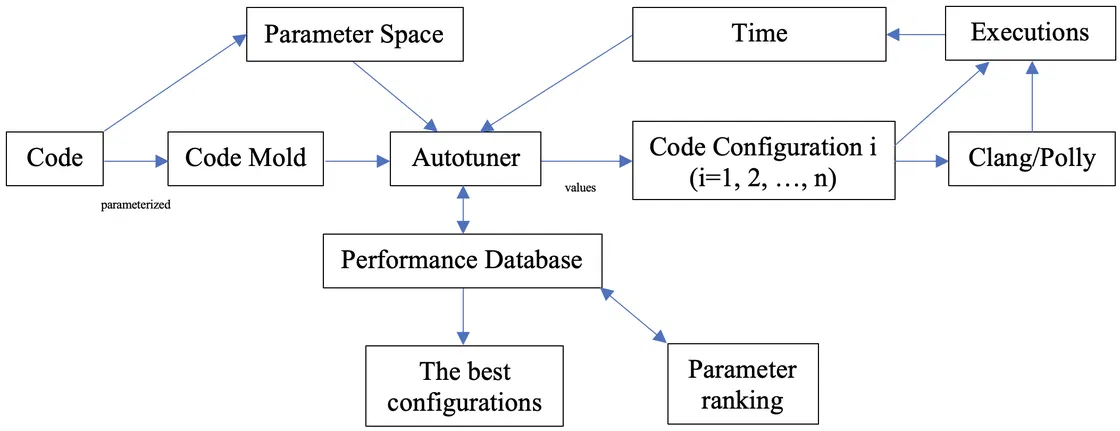 Parameter Space
Time
Executions
Code
Code Mold
Autotuner
Code Configuration i
(i=1, 2, …, n)
Clang/Polly
parameterized
values
Performance Database
The best
configurations
Parameter
ranking